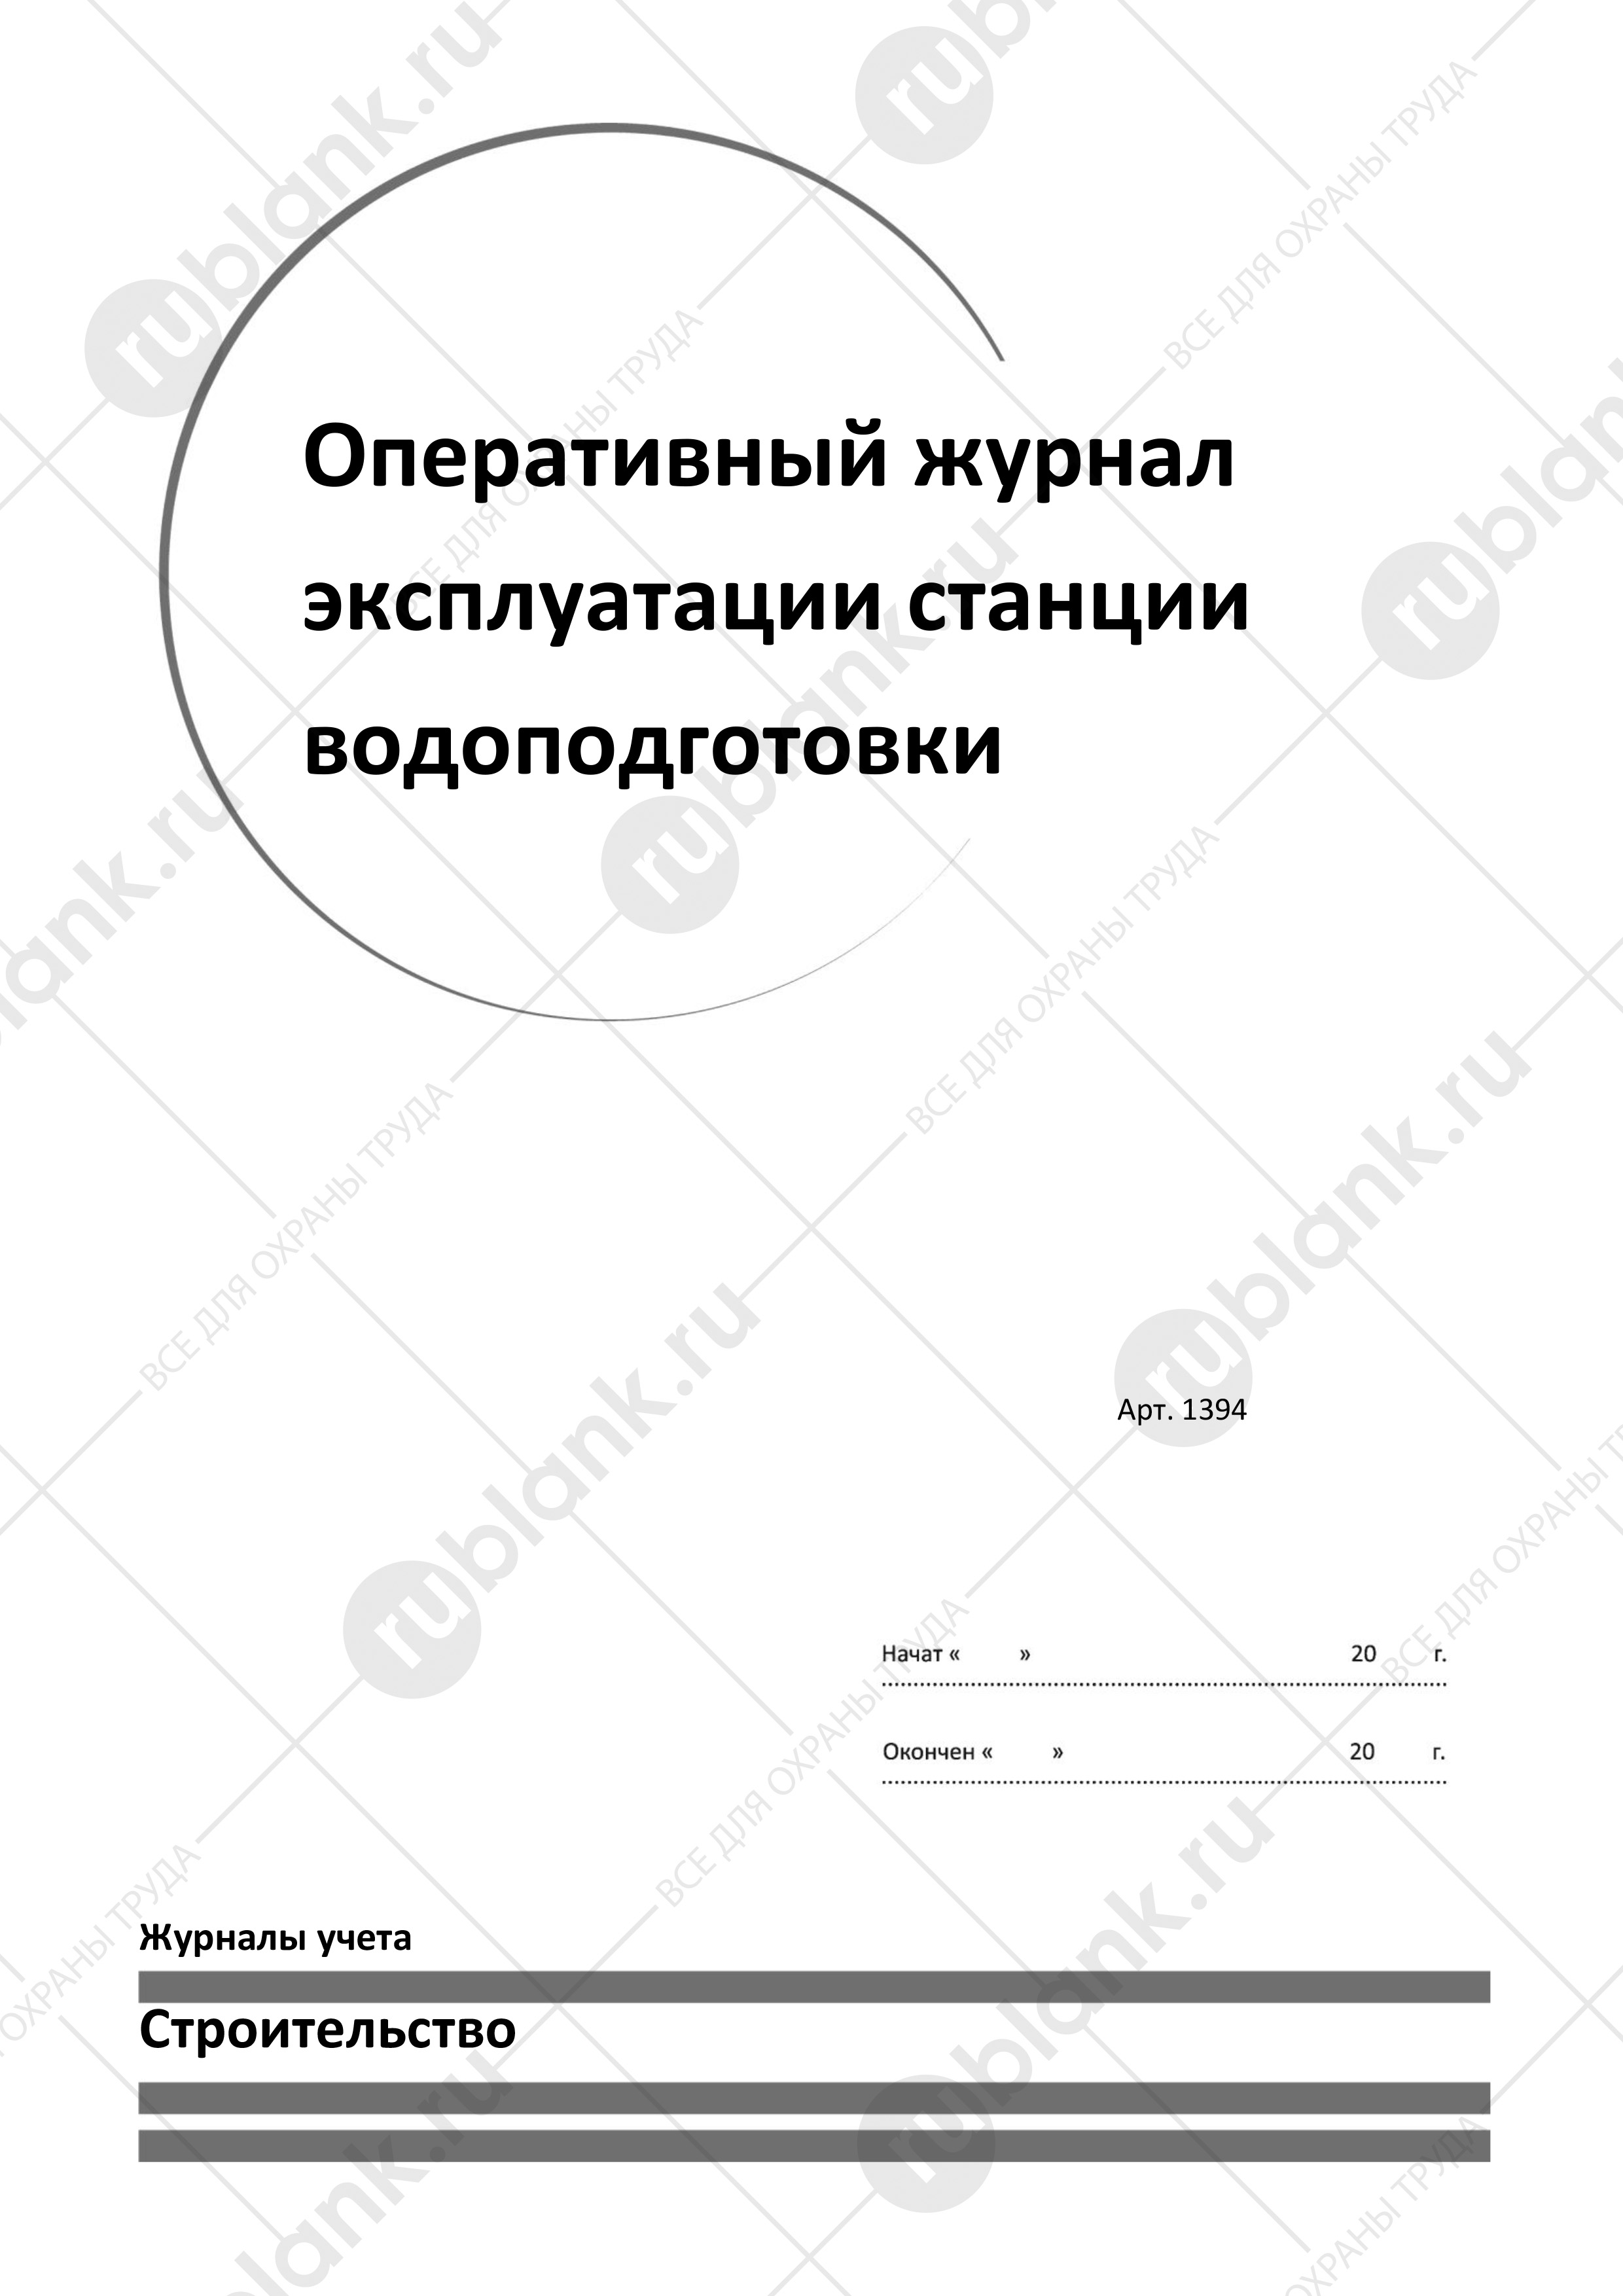 Оперативный журнал
эксплуатации станции
водоподготовки
Арт. 1394
Начат « » 20 г.
Окончен « » 20 г.
Журналы учета
Строительство
rublank.ru
ВСЕ ДЛЯ ОХРАНЫ ТРУДА